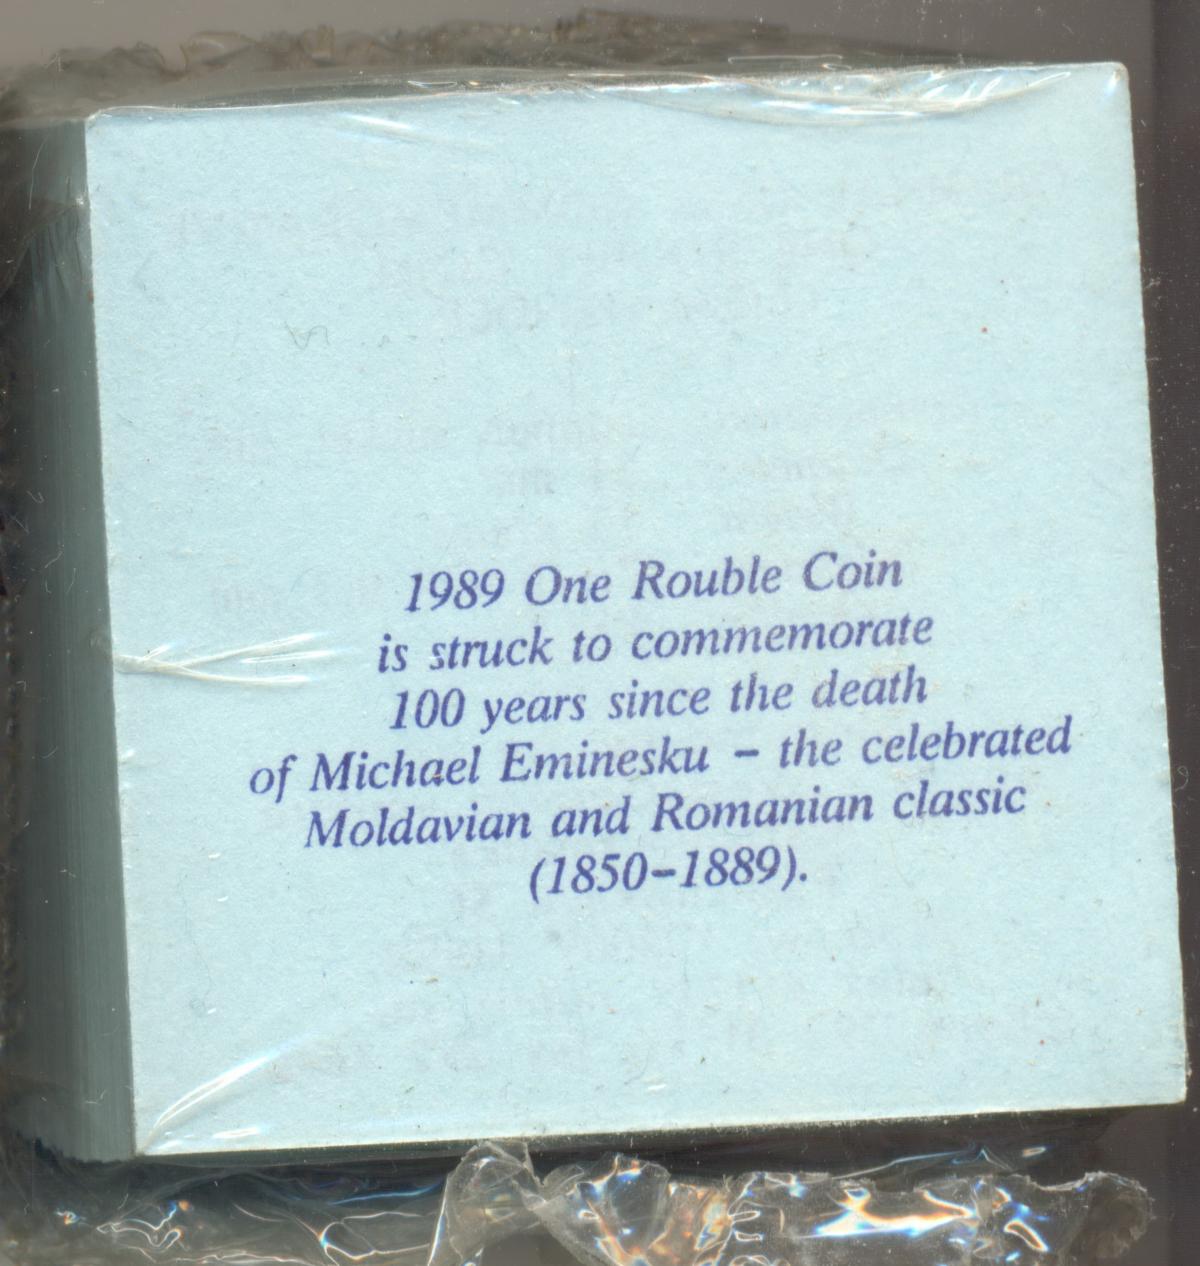 1989 One Rouble Coin
is struck to commemorate
100 years since the death
of Michael Eminesku – the celebrated
Moldavian and Romanian classic
(1850–1889).